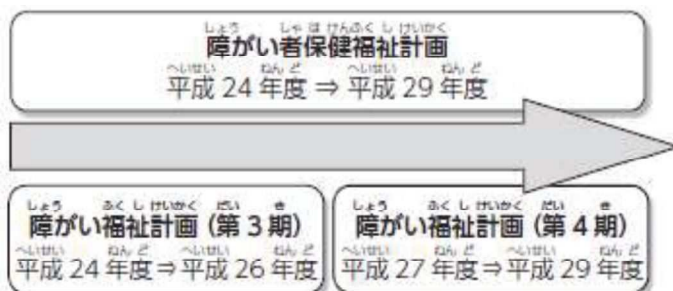 しょう しゃ ほ けんふく し けいかく
障がい者保健福祉計画
へいせい ねん ど へいせい ねん ど
平成 24 年度 ⇒ 平成 29 年度
しょう ふく し けいかく だい き
障がい福祉計画 (第 3 期)
へいせい ねん ど へいせい ねん ど
平成 24 年度⇒平成 26 年度
しょう ふく し けいかく だい き
障がい福祉計画 (第 4 期)
へいせい ねん ど へいせい ねん ど
平成 27 年度⇒平成 29 年度